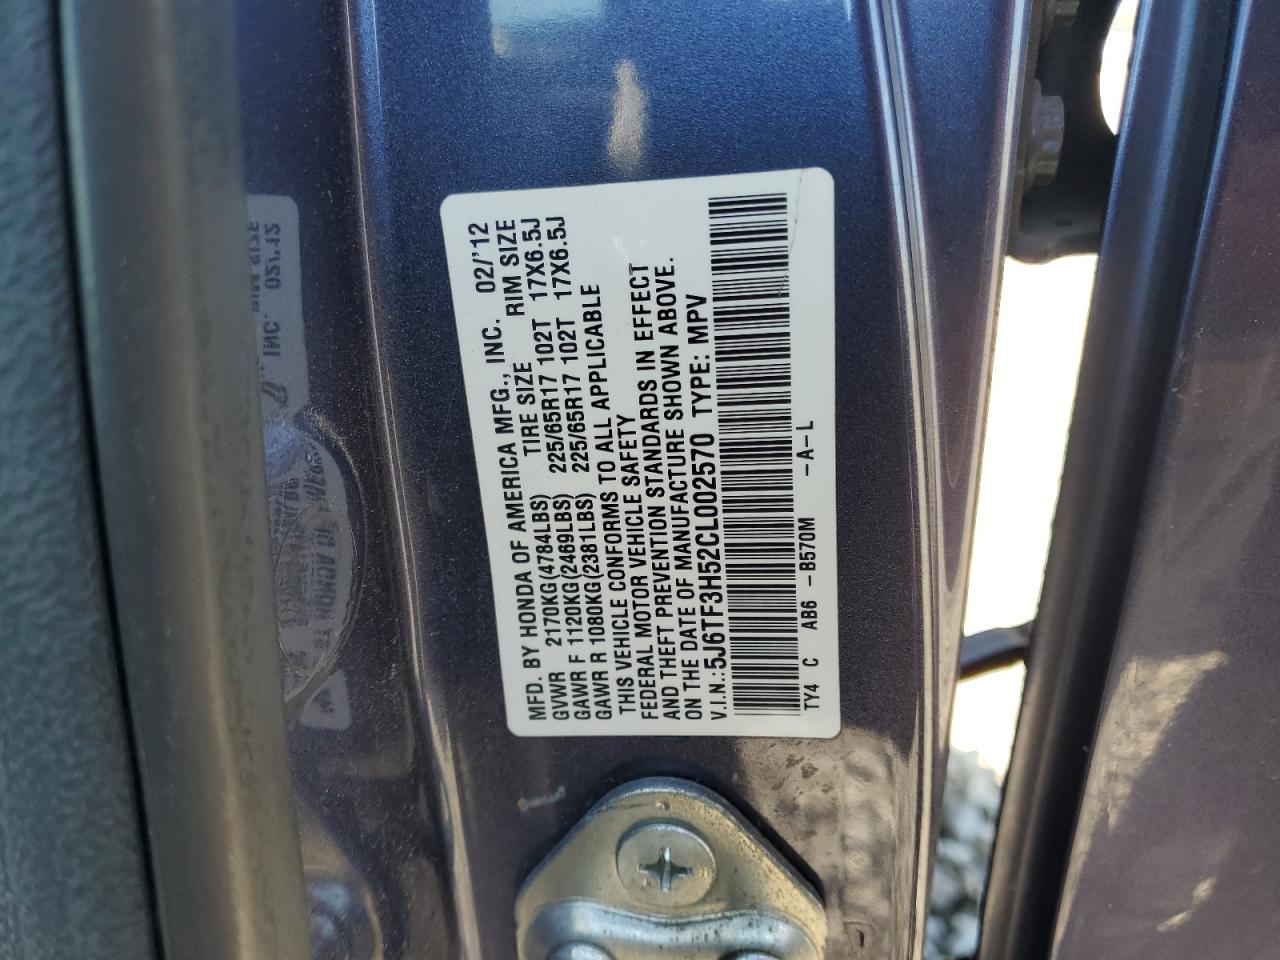 MFD. BY HONDA OF AMERICA MFG., INC. 02/'12
GVWR 2170KG(4784LBS) TIRE SIZE RIM SIZE
GAWR F 1120KG(2469LBS) 225/65R17 102T 17X6.5J
GAWR R 1080KG(2381LBS) 225/65R17 102T 17X6.5J
THIS VEHICLE CONFORMS TO ALL APPLICABLE
FEDERAL MOTOR VEHICLE SAFETY
AND THEFT PREVENTION STANDARDS IN EFFECT
ON THE DATE OF MANUFACTURE SHOWN ABOVE.
V.I.N.:5J6TF3H52CL002570 TYPE: MPV
TY4 C AB6 -B570M -A-L